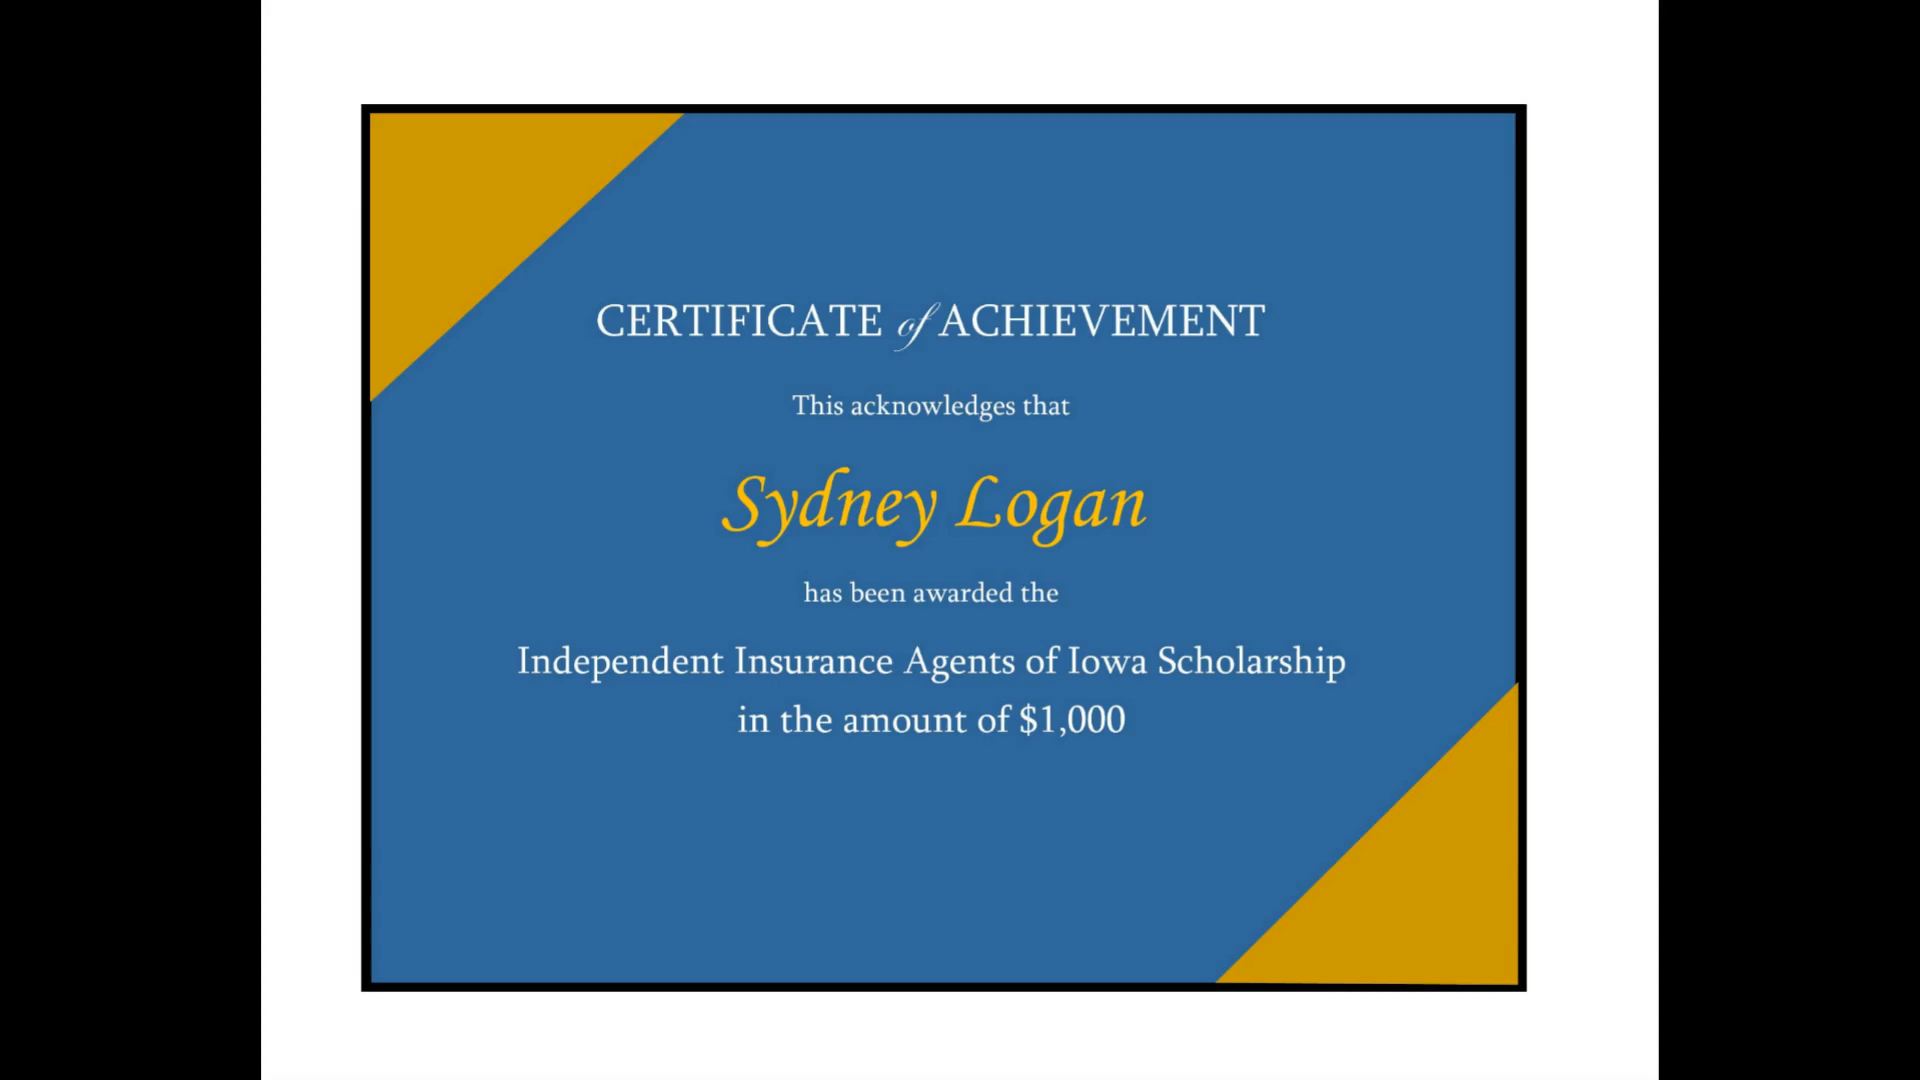 CERTIFICATE of ACHIEVEMENT
This acknowledges that
Sydney Logan
has been awarded the
Independent Insurance Agents of Iowa Scholarship
in the amount of $1,000